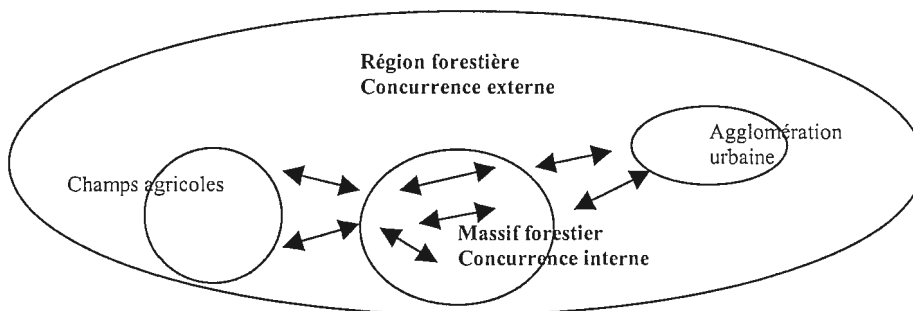 Région forestière
Concurrence externe
Agglomération
urbaine
Champs agricoles
Massif forestier
Concurrence interne